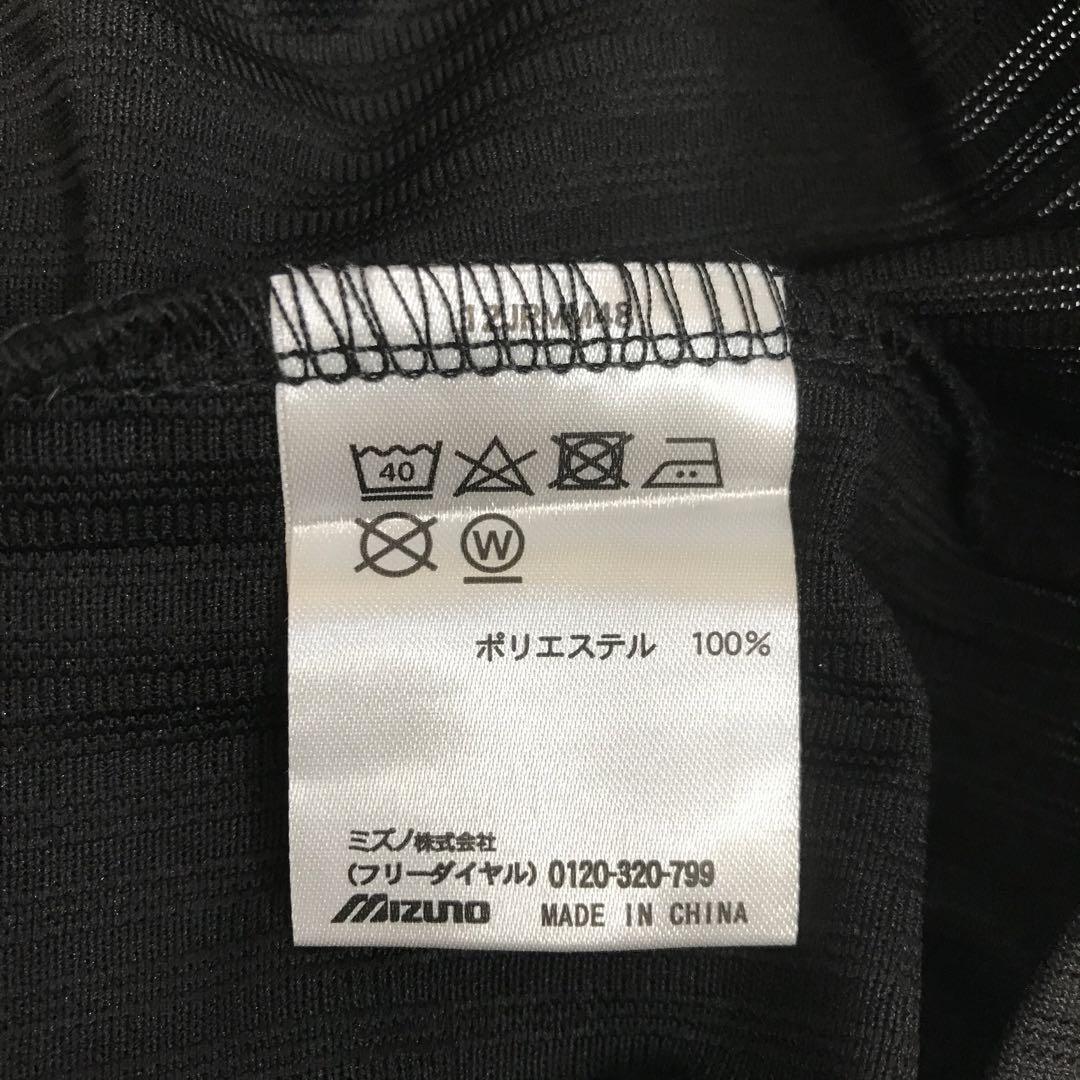 12JRMM48
40
W
ポリエステル 100%
ミズノ株式会社
(フリーダイヤル) 0120-320-799
MIZUNO MADE IN CHINA